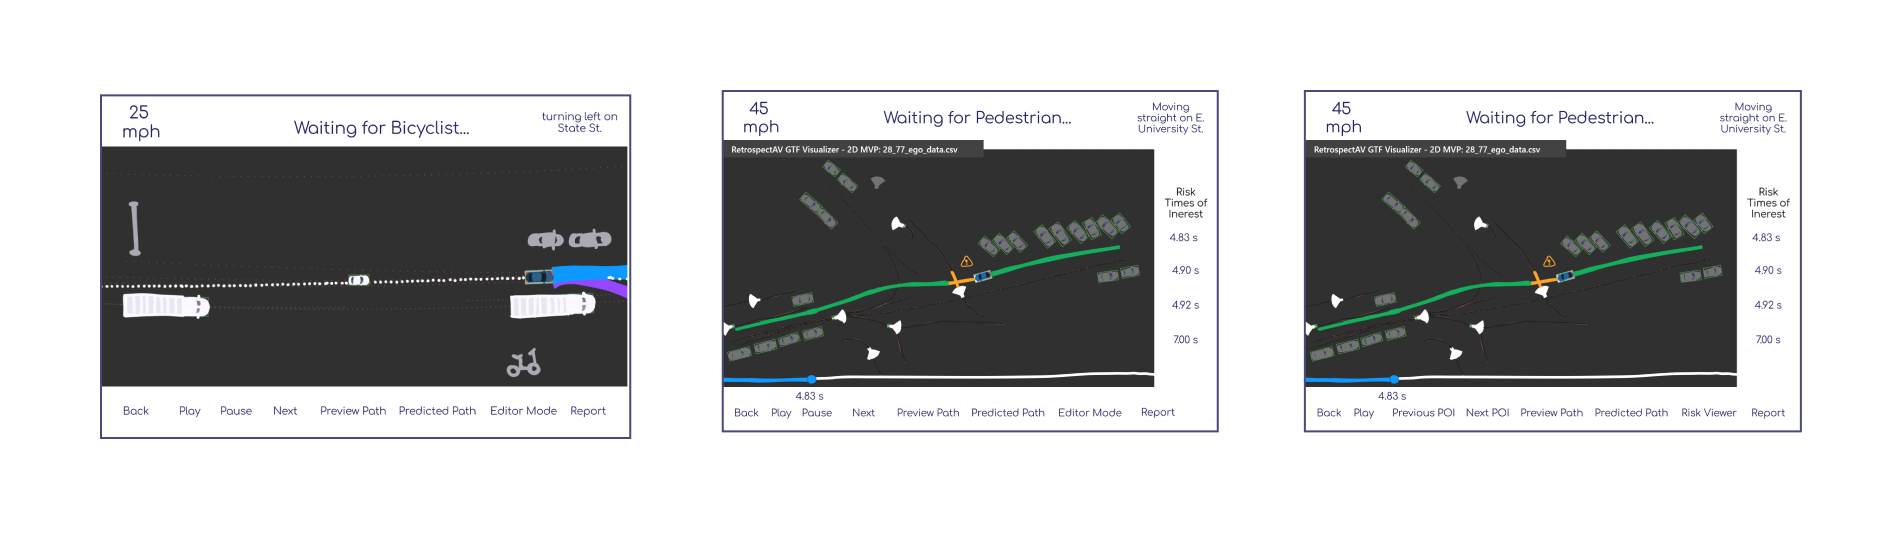 25
mph
Waiting for Bicyclist...
turning left on
State St.
Back Play Pause Next Preview Path Predicted Path Editor Mode Report
45
mph
Waiting for Pedestrian...
Moving
straight on E.
University St.
RetrospectAV GTF Visualizer - 2D MVP: 28_77_ego_data.csv
Risk
Times of
Inerest
4.83 s
4.90 s
4.92 s
7.00 s
4.83 s
Back Play Pause Next Preview Path Predicted Path Editor Mode Report
45
mph
Waiting for Pedestrian...
Moving
straight on E.
University St.
RetrospectAV GTF Visualizer - 2D MVP: 28_77_ego_data.csv
Risk
Times of
Inerest
4.83 s
4.90 s
4.92 s
7.00 s
4.83 s
Back Play Previous POI Next POI Preview Path Predicted Path Risk Viewer Report